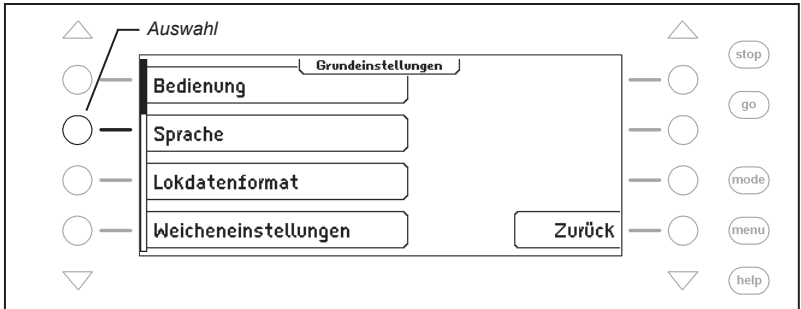 Auswahl
Grundeinstellungen
stop
Bedienung
go
Sprache
Lokdatenformat
mode
Weicheneinstellungen
Zurück
menu
help